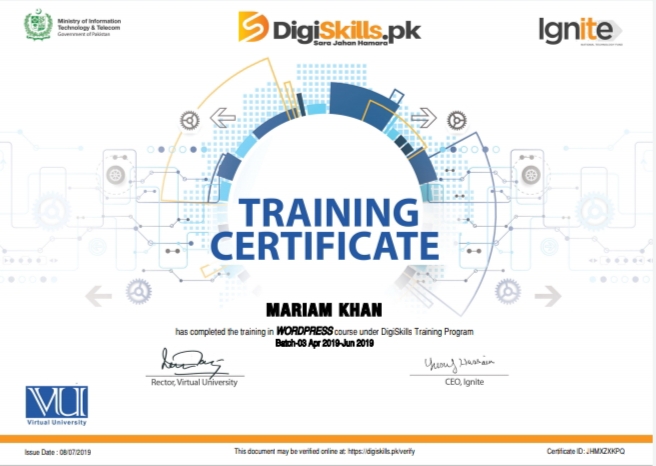 Ministry of Information
Technology & Telecom
Government of Pakistan
DigiSkills.pk
Sara Jahan Hamara
Ignite
TRAINING
CERTIFICATE
MARIAM KHAN
has completed the training in WORDPRESS course under DigiSkills Training Program
Batch-03 Apr 2019-Jun 2019
Rector, Virtual University
CEO, Ignite
VU
Virtual University
Issue Date : 08/07/2019
This document may be verified online at: https://digiskills.pk/verify
Certificate ID: JHMXZXKPQ